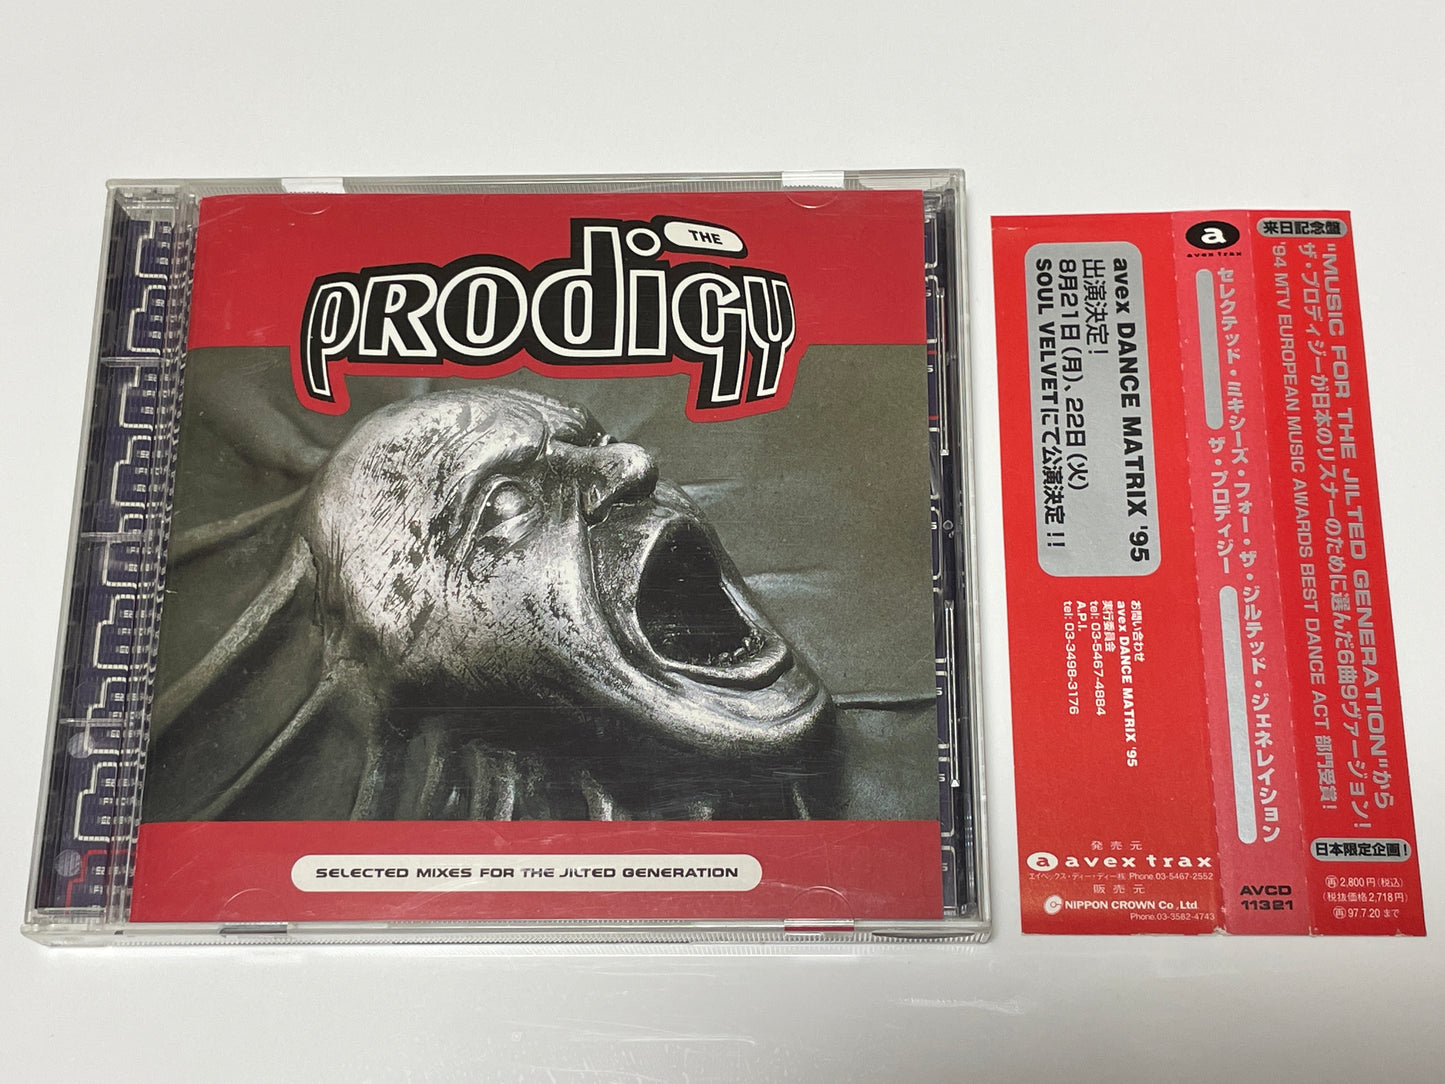 THE
PRODIGY
SELECTED MIXES FOR THE JILTED GENERATION
avex DANCE MATRIX '95
出演決定!
8月21日(月)、22日(火)
SOUL VELVETにて公演決定!!
お問い合わせ
avex DANCE MATRIX '95
実行委員会
tel: 03-5467-4884
A.P.I.
tel: 03-3498-3176
発売元
a avex trax
エイベックス・ディー・ディー㈱ Phone.03-5467-2552
販売元
NIPPON CROWN Co.,Ltd
Phone.03-3582-4743
a
avex trax
セレクテッド・ミキシーズ・フォー・ザ・ジルテッド・ジェネレイション
ザ・プロディジー
AVCD
11321
来日記念盤
"MUSIC FOR THE JILTED GENERATION"から
ザ・プロディジーが日本のリスナーのために選んだ6曲9ヴァージョン!
'94 MTV EUROPEAN MUSIC AWARDS BEST DANCE ACT 部門受賞!
日本限定企画!
再 2,800円(税込)
(税抜価格2,718円)
再 97.7.20まで